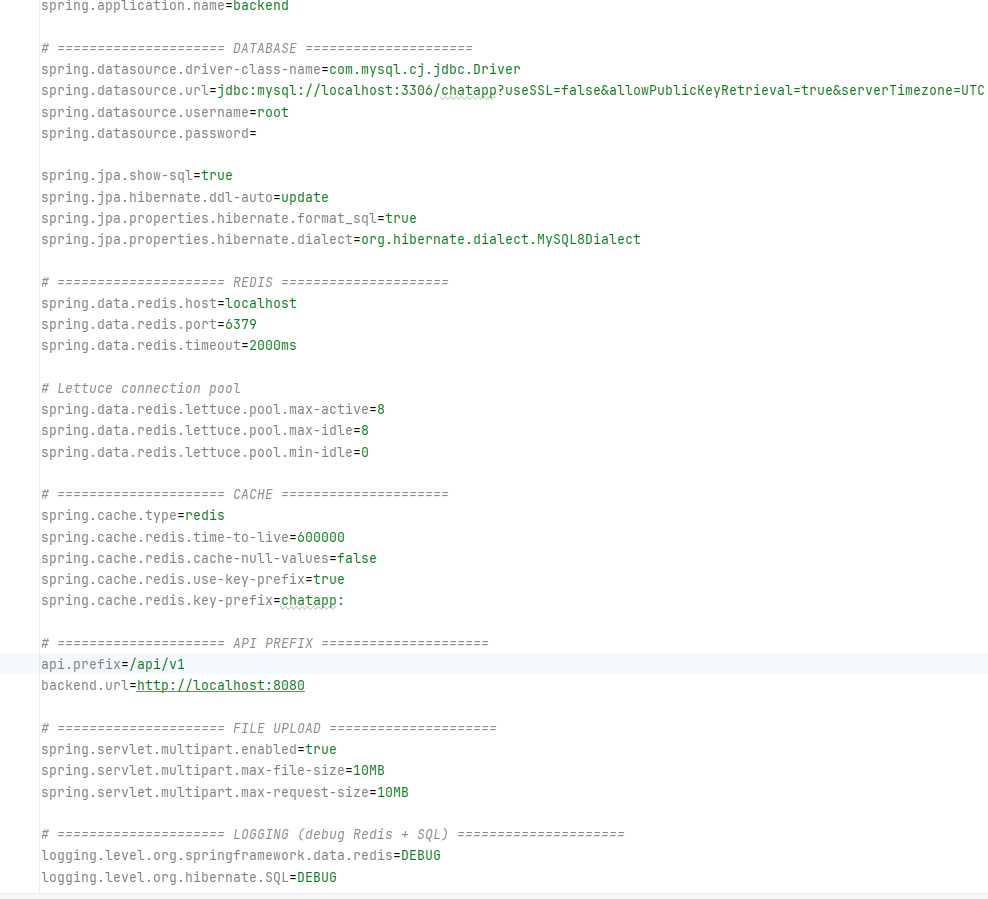 spring.application.name=backend
# ===================== DATABASE =====================
spring.datasource.driver-class-name=com.mysql.cj.jdbc.Driver
spring.datasource.url=jdbc:mysql://localhost:3306/chatapp?useSSL=false&allowPublicKeyRetrieval=true&serverTimezone=UTC
spring.datasource.username=root
spring.datasource.password=
spring.jpa.show-sql=true
spring.jpa.hibernate.ddl-auto=update
spring.jpa.properties.hibernate.format_sql=true
spring.jpa.properties.hibernate.dialect=org.hibernate.dialect.MySQL8Dialect
# ===================== REDIS =====================
spring.data.redis.host=localhost
spring.data.redis.port=6379
spring.data.redis.timeout=2000ms
# Lettuce connection pool
spring.data.redis.lettuce.pool.max-active=8
spring.data.redis.lettuce.pool.max-idle=8
spring.data.redis.lettuce.pool.min-idle=0
# ===================== CACHE =====================
spring.cache.type=redis
spring.cache.redis.time-to-live=600000
spring.cache.redis.cache-null-values=false
spring.cache.redis.use-key-prefix=true
spring.cache.redis.key-prefix=chatapp:
# ===================== API PREFIX =====================
api.prefix=/api/v1
backend.url=http://localhost:8080
# ===================== FILE UPLOAD =====================
spring.servlet.multipart.enabled=true
spring.servlet.multipart.max-file-size=10MB
spring.servlet.multipart.max-request-size=10MB
# ===================== LOGGING (debug Redis + SQL) =====================
logging.level.org.springframework.data.redis=DEBUG
logging.level.org.hibernate.SQL=DEBUG